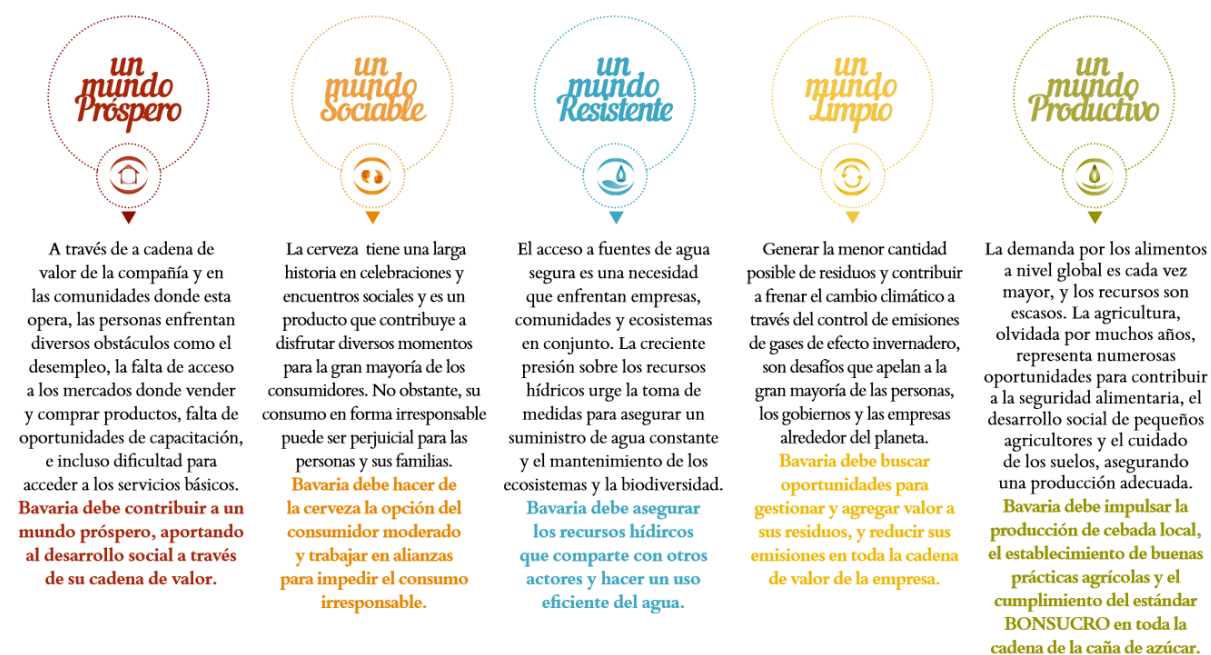 un
mundo
Próspero
A través de a cadena de
valor de la compañía y en
las comunidades donde esta
opera, las personas enfrentan
diversos obstáculos como el
desempleo, la falta de acceso
a los mercados donde vender
y comprar productos, falta de
oportunidades de capacitación,
e incluso dificultad para
acceder a los servicios básicos.
Bavaria debe contribuir a un
mundo próspero, aportando
al desarrollo social a través
de su cadena de valor.
un
mundo
Sociable
La cerveza tiene una larga
historia en celebraciones y
encuentros sociales y es un
producto que contribuye a
disfrutar diversos momentos
para la gran mayoría de los
consumidores. No obstante, su
consumo en forma irresponsable
puede ser perjuicial para las
personas y sus familias.
Bavaria debe hacer de
la cerveza la opción del
consumidor moderado
y trabajar en alianzas
para impedir el consumo
irresponsable.
un
mundo
Resistente
El acceso a fuentes de agua
segura es una necesidad
que enfrentan empresas,
comunidades y ecosistemas
en conjunto. La creciente
presión sobre los recursos
hídricos urge la toma de
medidas para asegurar un
suministro de agua constante
y el mantenimiento de los
ecosistemas y la biodiversidad.
Bavaria debe asegurar
los recursos hídircos
que comparte con otros
actores y hacer un uso
eficiente del agua.
un
mundo
Limpio
Generar la menor cantidad
posible de residuos y contribuir
a frenar el cambio climático a
través del control de emisiones
de gases de efecto invernadero,
son desafíos que apelan a la
gran mayoría de las personas,
los gobiernos y las empresas
alrededor del planeta.
Bavaria debe buscar
oportunidades para
gestionar y agregar valor a
sus residuos, y reducir sus
emisiones en toda la cadena
de valor de la empresa.
un
mundo
Productivo
La demanda por los alimentos
a nivel global es cada vez
mayor, y los recursos son
escasos. La agricultura,
olvidada por muchos años,
representa numerosas
oportunidades para contribuir
a la seguridad alimentaria, el
desarrollo social de pequeños
agricultores y el cuidado
de los suelos, asegurando
una producción adecuada.
Bavaria debe impulsar la
producción de cebada local,
el establecimiento de buenas
prácticas agrícolas y el
cumplimiento del estándar
BONSUCRO en toda la
cadena de la caña de azúcar.